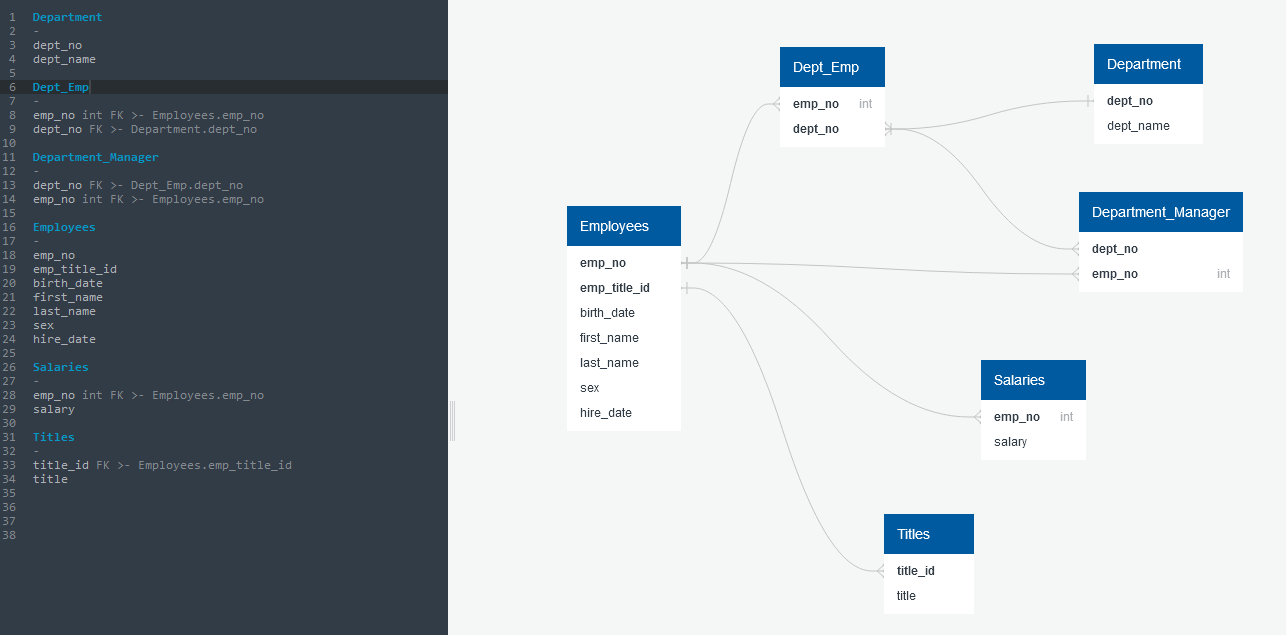 1 Department
2 -
3 dept_no
4 dept_name
5
6 Dept_Emp
7 -
8 emp_no int FK >- Employees.emp_no
9 dept_no FK >- Department.dept_no
10
11 Department_Manager
12 -
13 dept_no FK >- Dept_Emp.dept_no
14 emp_no int FK >- Employees.emp_no
15
16 Employees
17 -
18 emp_no
19 emp_title_id
20 birth_date
21 first_name
22 last_name
23 sex
24 hire_date
25
26 Salaries
27 -
28 emp_no int FK >- Employees.emp_no
29 salary
30
31 Titles
32 -
33 title_id FK >- Employees.emp_title_id
34 title
35
36
37
38
Dept_Emp
emp_no int
dept_no
Department
dept_no
dept_name
Department_Manager
dept_no
emp_no int
Employees
emp_no
emp_title_id
birth_date
first_name
last_name
sex
hire_date
Salaries
emp_no int
salary
Titles
title_id
title